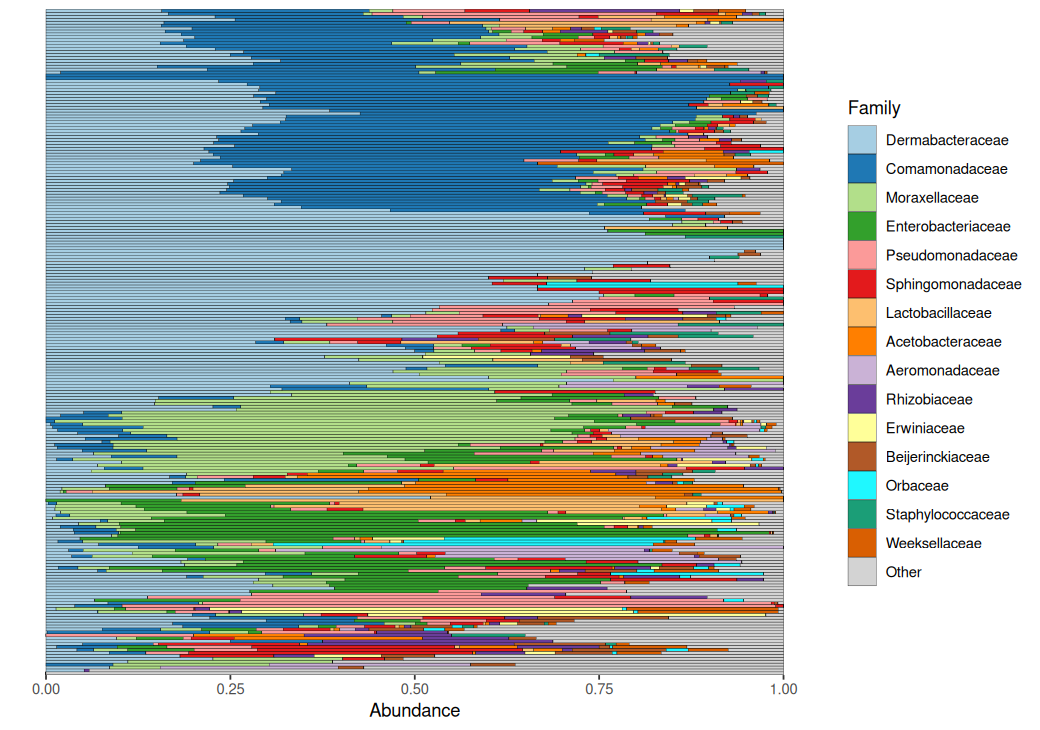 Family
Dermabacteraceae
Comamonadaceae
Moraxellaceae
Enterobacteriaceae
Pseudomonadaceae
Sphingomonadaceae
Lactobacillaceae
Acetobacteraceae
Aeromonadaceae
Rhizobiaceae
Erwiniaceae
Beijerinckiaceae
Orbaceae
Staphylococcaceae
Weeksellaceae
Other
0.00 0.25 0.50 0.75 1.00
Abundance